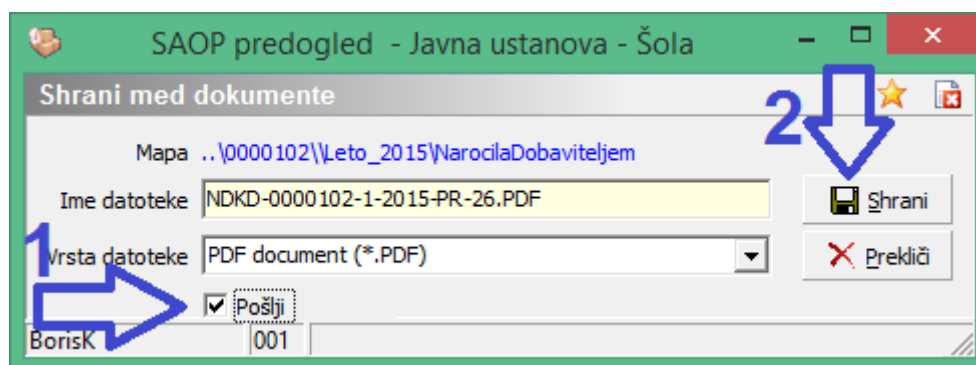 SAOP predogled - Javna ustanova - Šola
Shrani med dokumente
2
Mapa ..\0000102\\Leto_2015\NarocilaDobaviteljem
Ime datoteke NDKD-0000102-1-2015-PR-26.PDF
Shrani
1
Vrsta datoteke PDF document (*.PDF)
Prekliči
Pošlji
BorisK 001